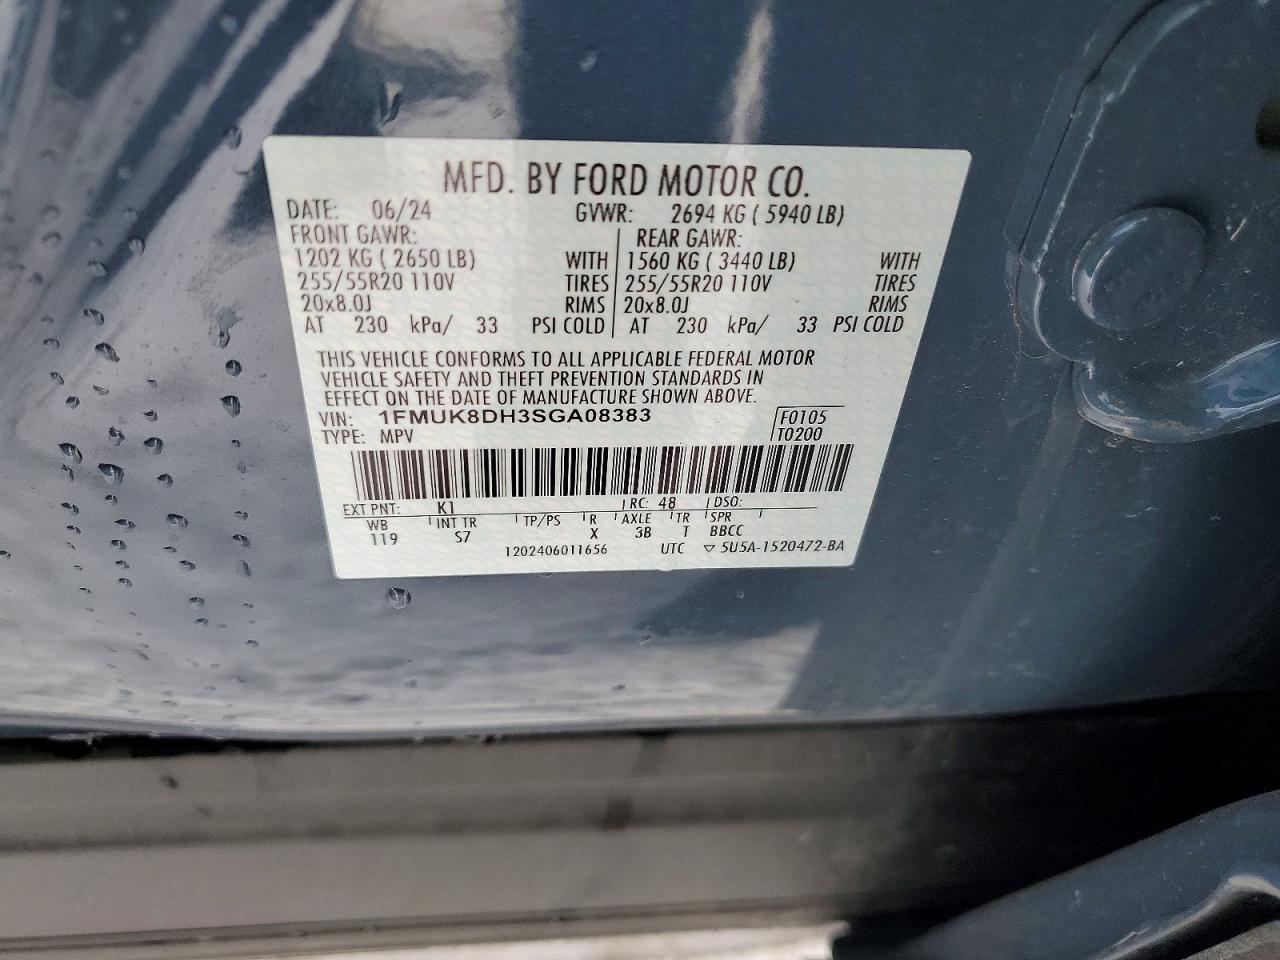 MFD. BY FORD MOTOR CO.
DATE: 06/24 GVWR: 2694 KG ( 5940 LB)
FRONT GAWR: REAR GAWR:
1202 KG ( 2650 LB) WITH 1560 KG ( 3440 LB) WITH
255/55R20 110V TIRES 255/55R20 110V TIRES
20x8.0J RIMS 20x8.0J RIMS
AT 230 kPa/ 33 PSI COLD AT 230 kPa/ 33 PSI COLD
THIS VEHICLE CONFORMS TO ALL APPLICABLE FEDERAL MOTOR
VEHICLE SAFETY AND THEFT PREVENTION STANDARDS IN
EFFECT ON THE DATE OF MANUFACTURE SHOWN ABOVE.
VIN: 1FMUK8DH3SGA08383 F0105
TYPE: MPV T0200
EXT PNT: K1 RC: 48 DSO:
WB INT TR TP/PS R AXLE TR SPR
119 S7 X 3B T BBCC
1202406011656 UTC ▽ 5U5A-1520472-BA